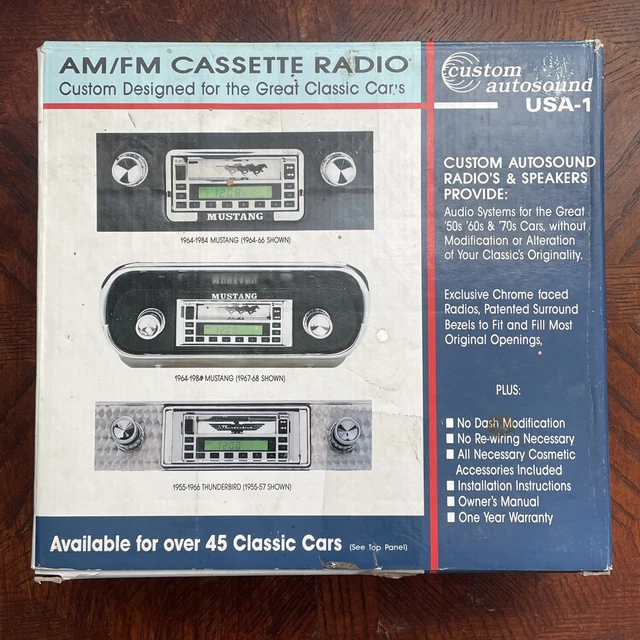 AM/FM CASSETTE RADIO
Custom Designed for the Great Classic Car's
MUSTANG
1964-1984 MUSTANG (1964-66 SHOWN)
MUSTANG
1964-1984 MUSTANG (1967-68 SHOWN)
Thunderbird
1955-1966 THUNDERBIRD (1955-57 SHOWN)
Available for over 45 Classic Cars (See Top Panel)
custom
autosound
USA-1
CUSTOM AUTOSOUND
RADIO'S & SPEAKERS
PROVIDE:
Audio Systems for the Great
'50s '60s & '70s Cars, without
Modification or Alteration
of Your Classic's Originality.
Exclusive Chrome faced
Radios, Patented Surround
Bezels to Fit and Fill Most
Original Openings,
PLUS:
No Dash Modification
No Re-wiring Necessary
All Necessary Cosmetic
Accessories Included
Installation Instructions
Owner's Manual
One Year Warranty